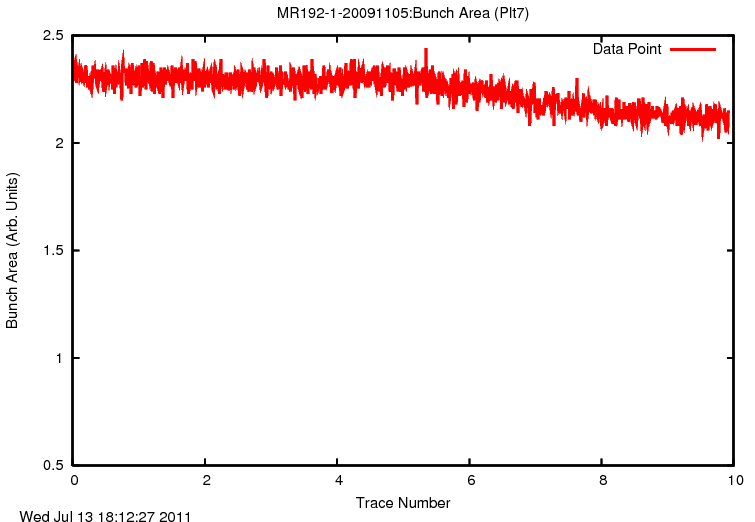 MR192-1-20091105:Bunch Area (Plt7)
2.5
Data Point
2
1.5
1
0.5
Bunch Area (Arb. Units)
0 2 4 6 8 10
Trace Number
Wed Jul 13 18:12:27 2011